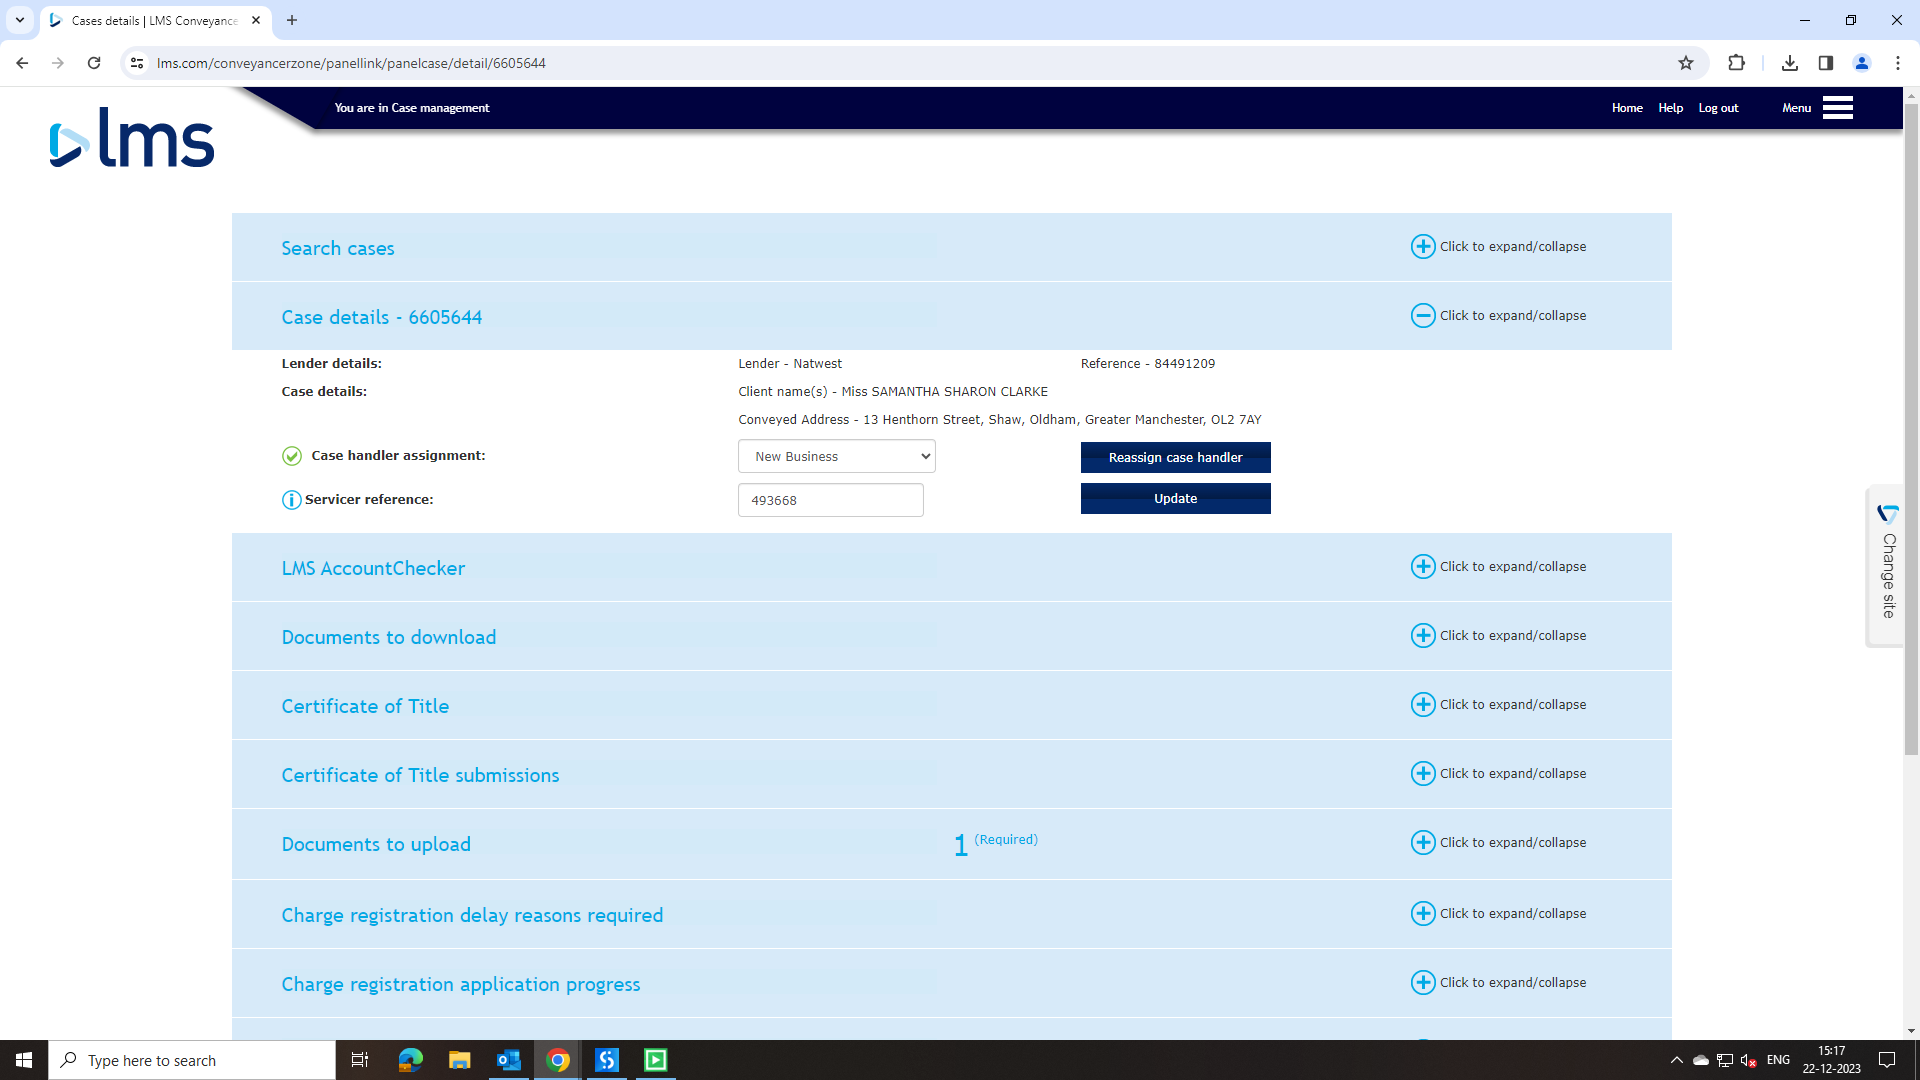 Cases details | LMS Conveyance
lms.com/conveyancerzone/panellink/panelcase/detail/6605644
You are in Case management
Home Help Log out Menu
lms
Search cases Click to expand/collapse
Case details - 6605644 Click to expand/collapse
Lender details: Lender - Natwest Reference - 84491209
Case details: Client name(s) - Miss SAMANTHA SHARON CLARKE
Conveyed Address - 13 Henthorn Street, Shaw, Oldham, Greater Manchester, OL2 7AY
Case handler assignment: New Business Reassign case handler
Servicer reference: 493668 Update
Change site
LMS AccountChecker Click to expand/collapse
Documents to download Click to expand/collapse
Certificate of Title Click to expand/collapse
Certificate of Title submissions Click to expand/collapse
Documents to upload 1 (Required) Click to expand/collapse
Charge registration delay reasons required Click to expand/collapse
Charge registration application progress Click to expand/collapse
Type here to search
ENG
15:17
22-12-2023